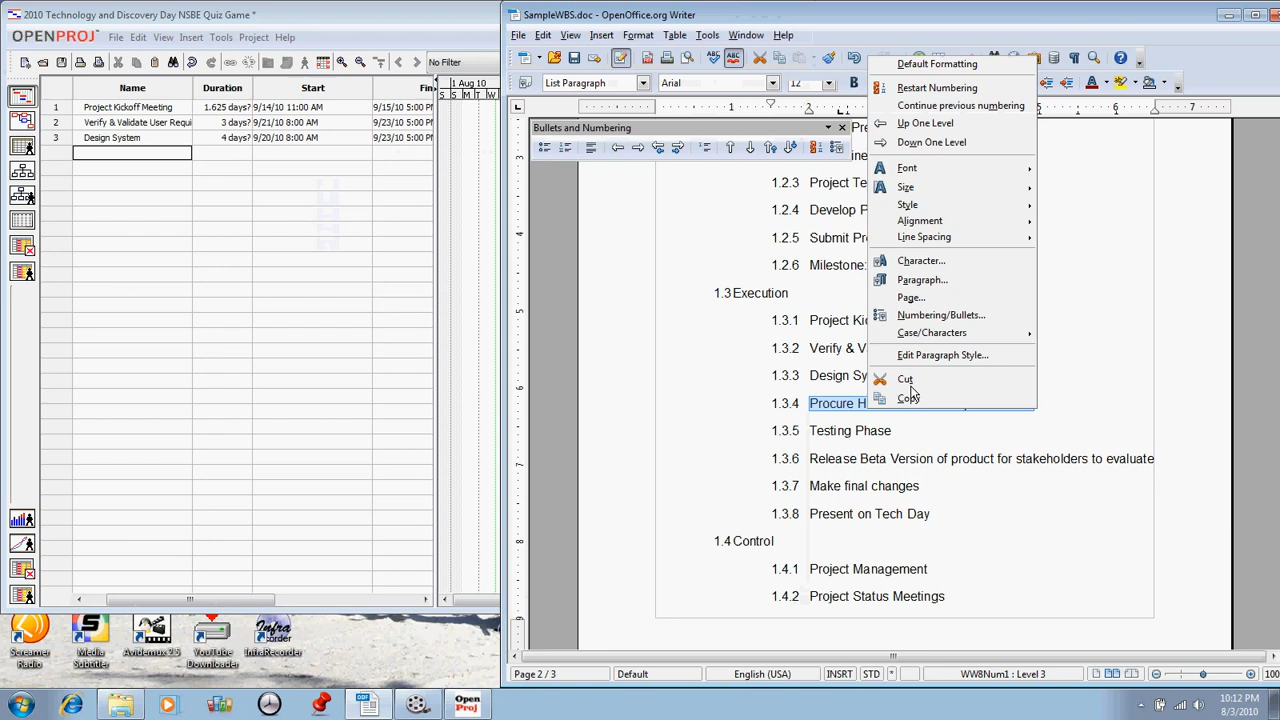 2010 Technology and Discovery Day NSBE Quiz Game *
OPENPROJ File Edit View Insert Tools Project Help
No Filter
1 Aug 10
Name Duration Start Fin
S S M T W
1 Project Kickoff Meeting 1.625 days? 9/14/10 11:00 AM 9/15/10 5:00 P
2 Verify & Validate User Requi 3 days? 9/21/10 8:00 AM 9/23/10 5:00 P
3 Design System 4 days? 9/20/10 8:00 AM 9/23/10 5:00 P
Screamer Radio
Media Subtitler
Avidemux 2.5
YouTube Downloader
InfraRecorder
SampleWBS.doc - OpenOffice.org Writer
File Edit View Insert Format Table Tools Window Help
List Paragraph Arial 12 B
Bullets and Numbering
1.2.3 Project Te
1.2.4 Develop P
1.2.5 Submit Pr
1.2.6 Milestone:
1.3 Execution
1.3.1 Project Kic
1.3.2 Verify & V
1.3.3 Design Sy
1.3.4 Procure H
1.3.5 Testing Phase
1.3.6 Release Beta Version of product for stakeholders to evaluate
1.3.7 Make final changes
1.3.8 Present on Tech Day
1.4 Control
1.4.1 Project Management
1.4.2 Project Status Meetings
Default Formatting
Restart Numbering
Continue previous numbering
Up One Level
Down One Level
Font
Size
Style
Alignment
Line Spacing
Character...
Paragraph...
Page...
Numbering/Bullets...
Case/Characters
Edit Paragraph Style...
Cut
Copy
Page 2 / 3 Default English (USA) INSRT STD * WW8Num1 : Level 3 100
10:12 PM
8/3/2010